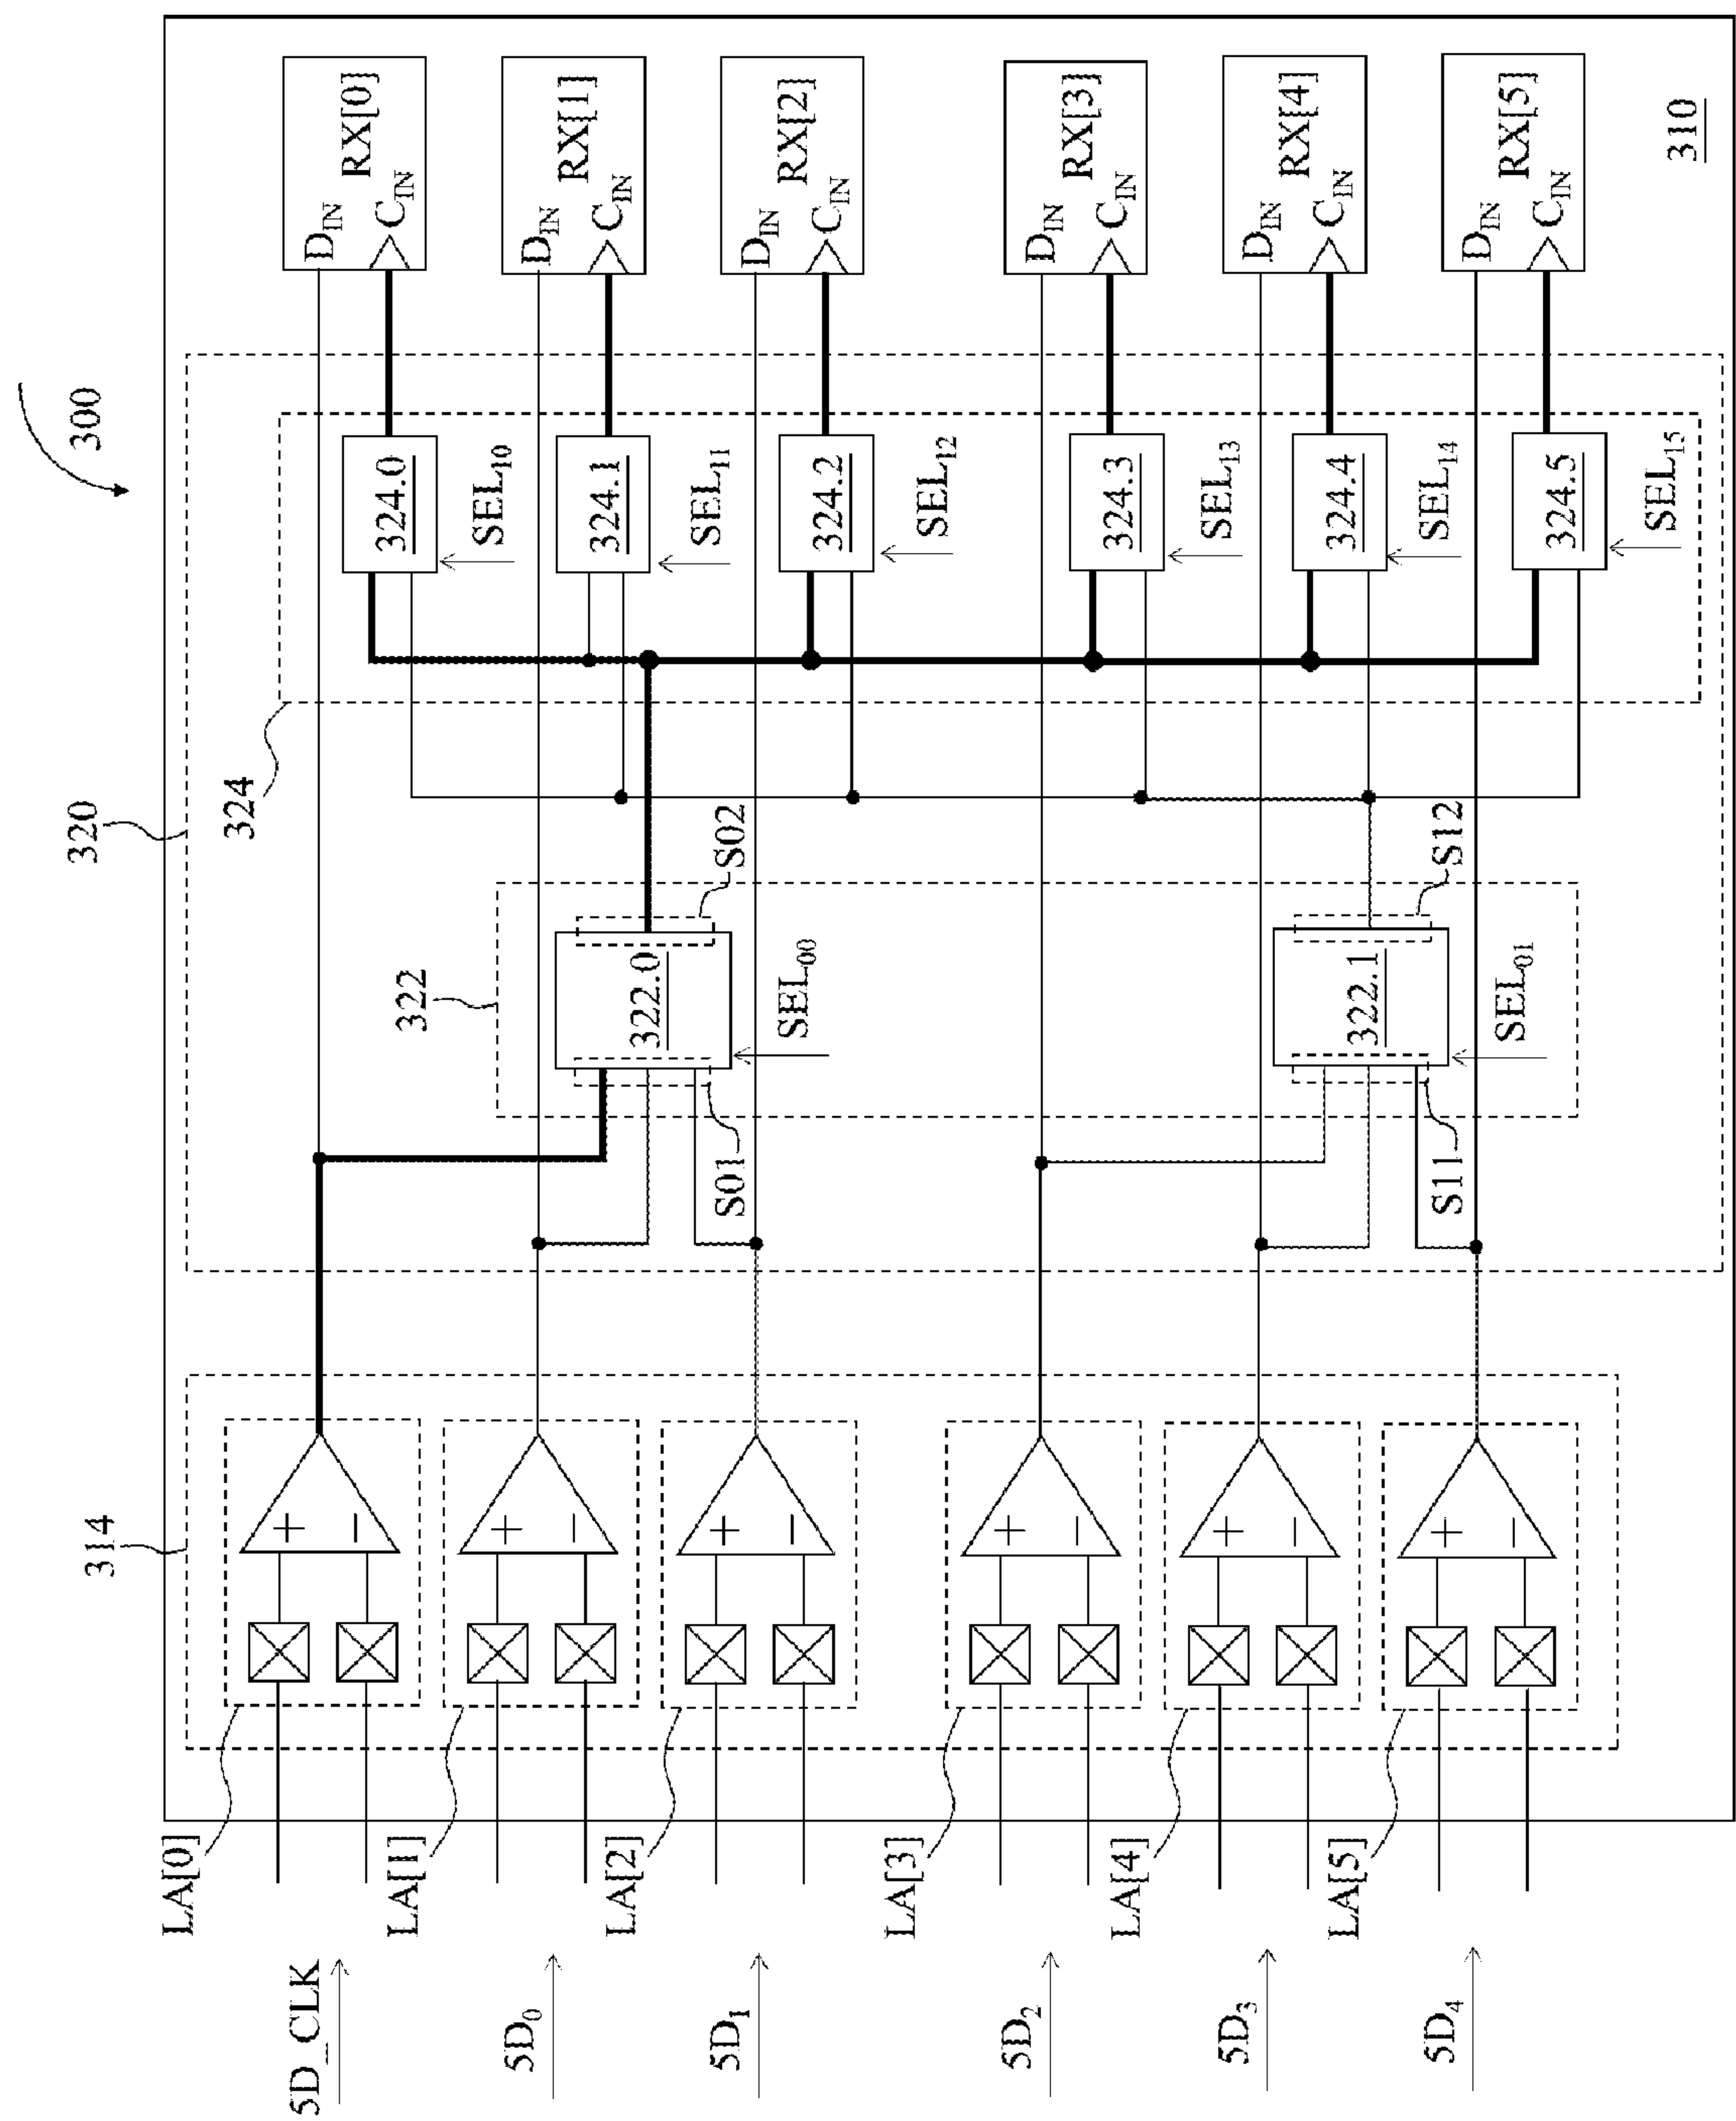 300
310
320
324
322
314
5D_CLK
5D0
5D1
5D2
5D3
5D4
LA[0]
LA[1]
LA[2]
LA[3]
LA[4]
LA[5]
+
−
+
−
+
−
+
−
+
−
+
−
S01
322.0
S02
SEL00
S11
322.1
S12
SEL01
324.0
SEL10
324.1
SEL11
324.2
SEL12
324.3
SEL13
324.4
SEL14
324.5
SEL15
DIN
RX[0]
CIN
DIN
RX[1]
CIN
DIN
RX[2]
CIN
DIN
RX[3]
CIN
DIN
RX[4]
CIN
DIN
RX[5]
CIN